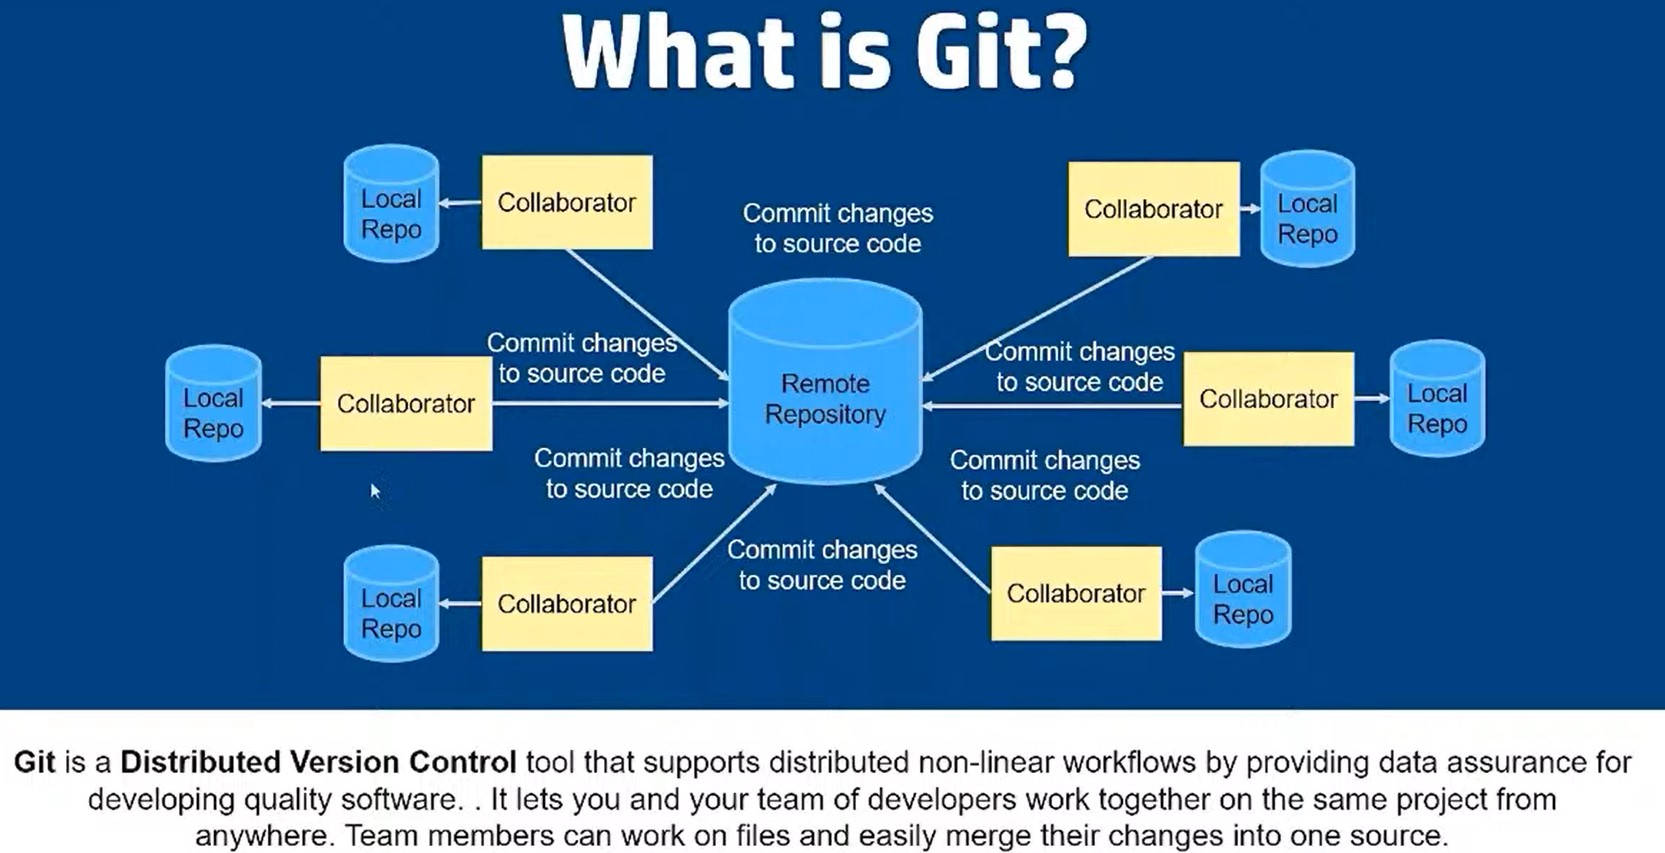 What is Git?
Local
Repo
Collaborator
Commit changes
to source code
Collaborator
Local
Repo
Local
Repo
Collaborator
Commit changes
to source code
Remote
Repository
Commit changes
to source code
Collaborator
Local
Repo
Commit changes
to source code
Commit changes
to source code
Local
Repo
Collaborator
Commit changes
to source code
Collaborator
Local
Repo
Git is a Distributed Version Control tool that supports distributed non-linear workflows by providing data assurance for
developing quality software. . It lets you and your team of developers work together on the same project from
anywhere. Team members can work on files and easily merge their changes into one source.